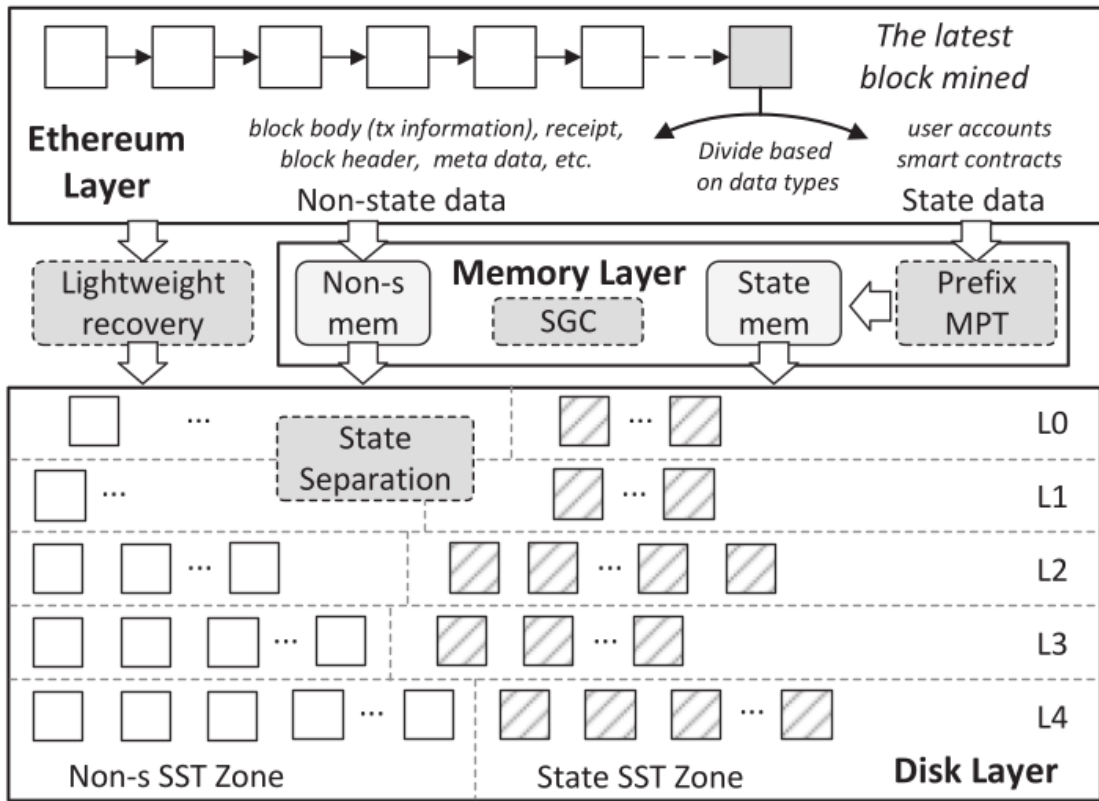 The latest
block mined
Ethereum
Layer
block body (tx information), receipt,
block header, meta data, etc.
Non-state data
Divide based
on data types
user accounts
smart contracts
State data
Lightweight
recovery
Non-s
mem
Memory Layer
SGC
State
mem
Prefix
MPT
... ... L0
State
Separation
... ... L1
... ... L2
... ... L3
... ... L4
Non-s SST Zone
State SST Zone
Disk Layer